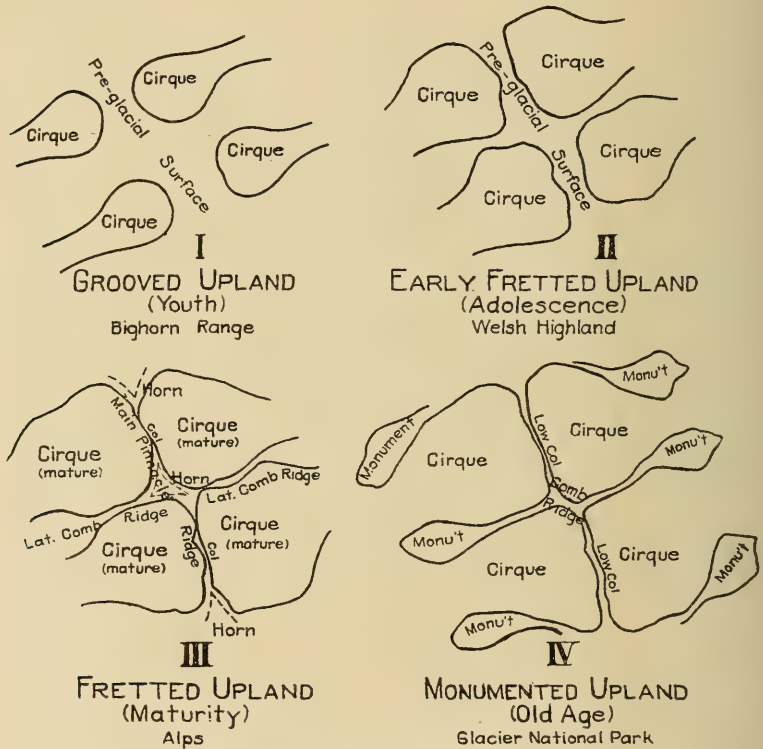 Cirque
Pre-glacial
Cirque
Cirque
Surface
Cirque
I
GROOVED UPLAND
(Youth)
Bighorn Range
Pre-glacial
Cirque
Cirque
Cirque
Surface
Cirque
II
EARLY FRETTED UPLAND
(Adolescence)
Welsh Highland
Horn
Main Pinnacle
Col
Cirque
(mature)
Cirque
(mature)
Horn
Lat. Comb Ridge
Lat. Comb
Ridge
Ridge
Col
Cirque
(mature)
Cirque
(mature)
Horn
III
FRETTED UPLAND
(Maturity)
Alps
Monu't
Monument
Low Col
Cirque
Cirque
Monu't
Comb
Ridge
Monu't
Low Col
Cirque
Cirque
Monu't
Monu't
IV
MONUMENTED UPLAND
(Old Age)
Glacier National Park